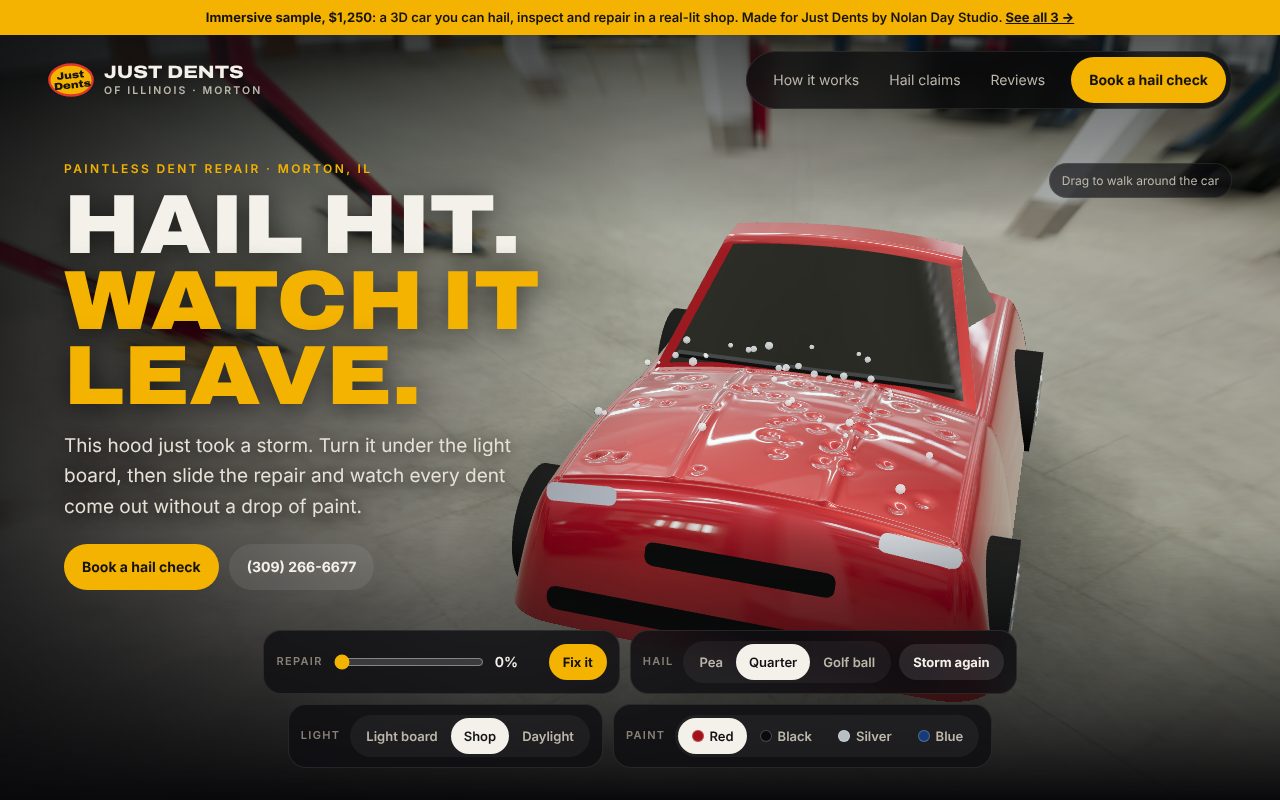 Immersive sample, $1,250: a 3D car you can hail, inspect and repair in a real-lit shop. Made for Just Dents by Nolan Day Studio. See all 3 →
Just
Dents
JUST DENTS
OF ILLINOIS · MORTON
How it works
Hail claims
Reviews
Book a hail check
Drag to walk around the car
PAINTLESS DENT REPAIR · MORTON, IL
HAIL HIT.
WATCH IT
LEAVE.
This hood just took a storm. Turn it under the light
board, then slide the repair and watch every dent
come out without a drop of paint.
Book a hail check
(309) 266-6677
REPAIR
0%
Fix it
HAIL
Pea
Quarter
Golf ball
Storm again
LIGHT
Light board
Shop
Daylight
PAINT
Red
Black
Silver
Blue